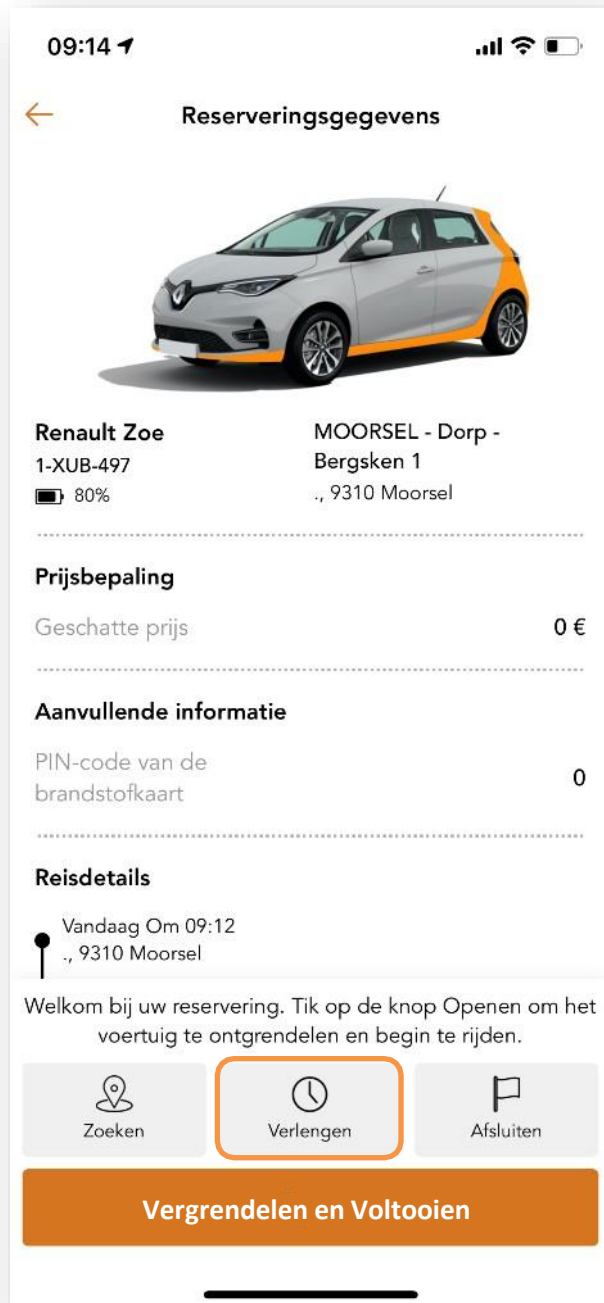 09:14
Reserveringsgegevens
Renault Zoe
1-XUB-497
80%
MOORSEL - Dorp -
Bergsken 1
., 9310 Moorsel
Prijsbepaling
Geschatte prijs 0 €
Aanvullende informatie
PIN-code van de
brandstofkaart 0
Reisdetails
Vandaag Om 09:12
., 9310 Moorsel
Welkom bij uw reservering. Tik op de knop Openen om het
voertuig te ontgrendelen en begin te rijden.
Zoeken Verlengen Afsluiten
Vergrendelen en Voltooien